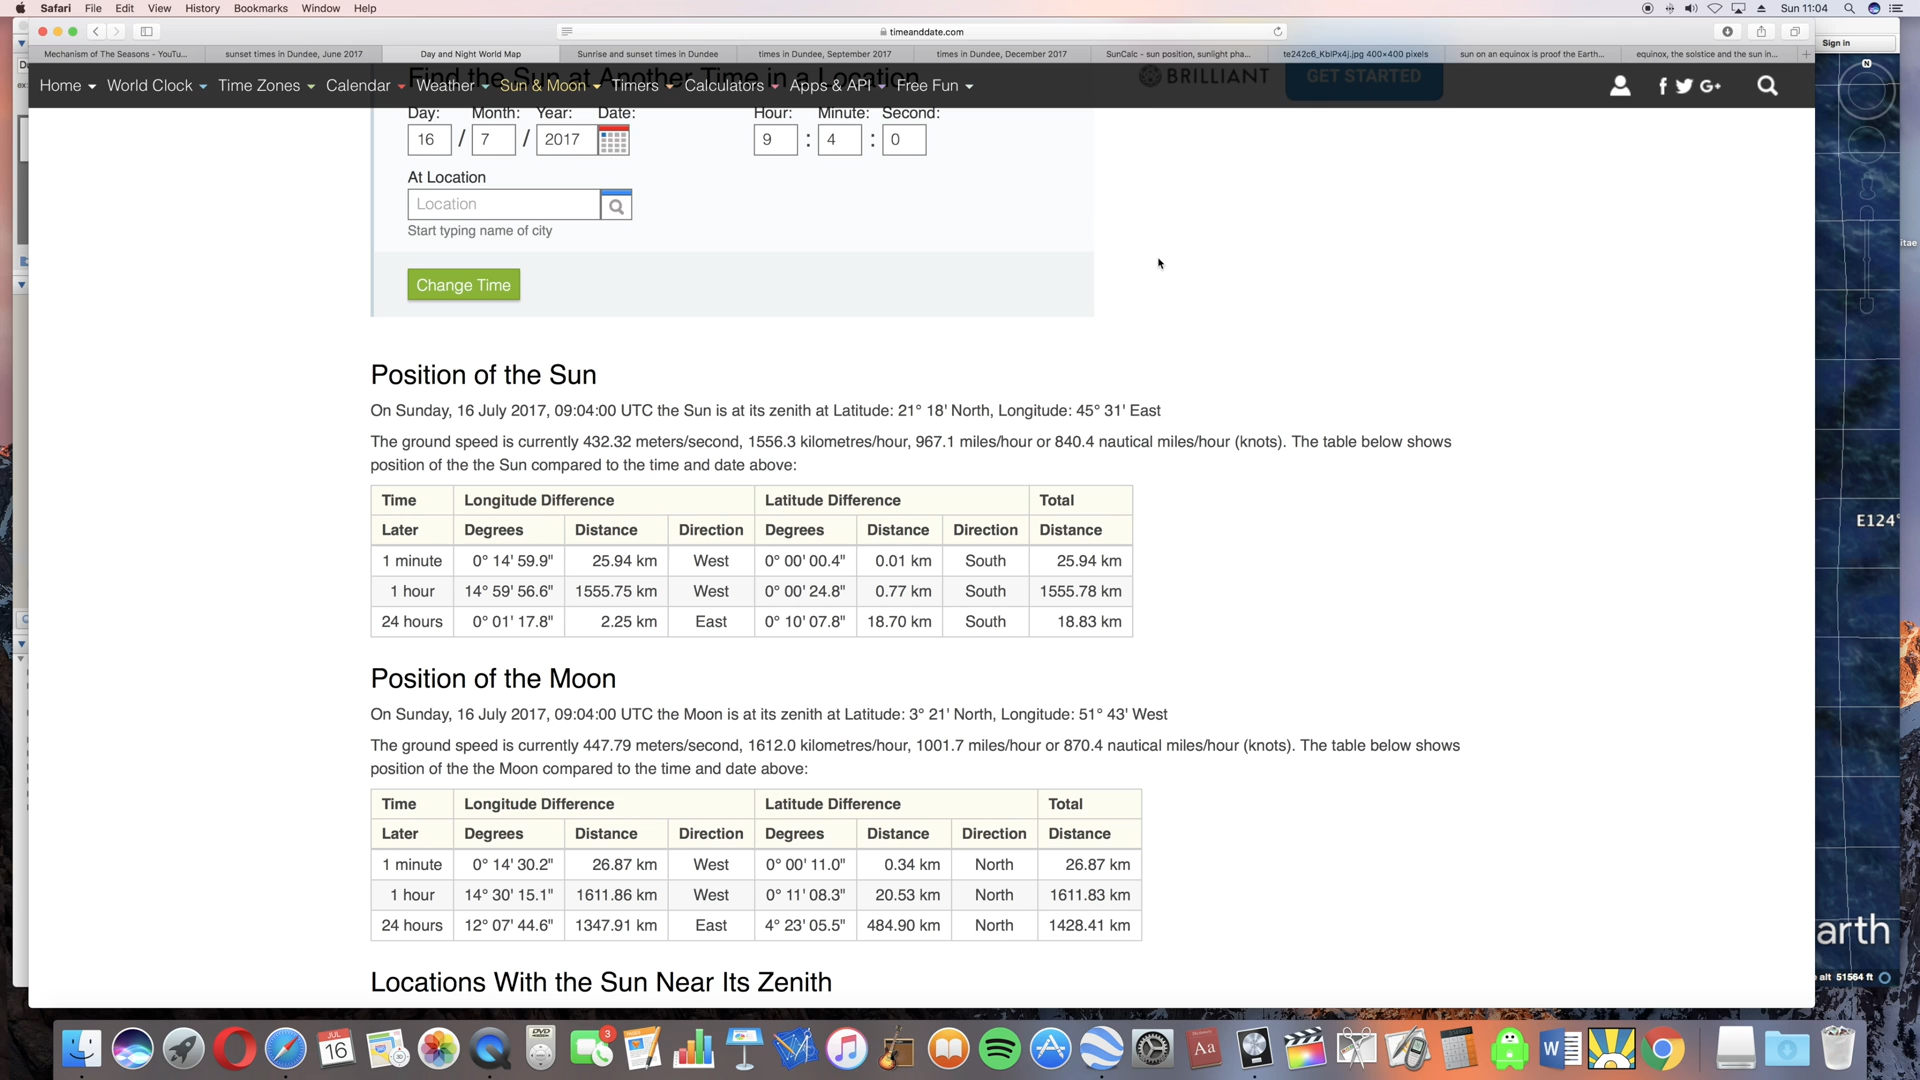 Safari File Edit View History Bookmarks Window Help
Sun 11:04
timeanddate.com
Mechanism of The Seasons - YouTu...
sunset times in Dundee, June 2017
Day and Night World Map
Sunrise and sunset times in Dundee
times in Dundee, September 2017
times in Dundee, December 2017
SunCalc - sun position, sunlight pha...
te242c6_KblPx4j.jpg 400×400 pixels
sun on an equinox is proof the Earth...
equinox, the solstice and the sun in...
Sign in
Find the Sun at Another Time in a Location
BRILLIANT GET STARTED
Home World Clock Time Zones Calendar Weather Sun & Moon Timers Calculators Apps & API Free Fun
Day: Month: Year: Date: Hour: Minute: Second:
16 / 7 / 2017 9 : 4 : 0
At Location
Location
Start typing name of city
Change Time
itae
Position of the Sun
On Sunday, 16 July 2017, 09:04:00 UTC the Sun is at its zenith at Latitude: 21° 18' North, Longitude: 45° 31' East
The ground speed is currently 432.32 meters/second, 1556.3 kilometres/hour, 967.1 miles/hour or 840.4 nautical miles/hour (knots). The table below shows
position of the the Sun compared to the time and date above:
Time Longitude Difference Latitude Difference Total
Later Degrees Distance Direction Degrees Distance Direction Distance
1 minute 0° 14' 59.9" 25.94 km West 0° 00' 00.4" 0.01 km South 25.94 km
1 hour 14° 59' 56.6" 1555.75 km West 0° 00' 24.8" 0.77 km South 1555.78 km
24 hours 0° 01' 17.8" 2.25 km East 0° 10' 07.8" 18.70 km South 18.83 km
E124°
Position of the Moon
On Sunday, 16 July 2017, 09:04:00 UTC the Moon is at its zenith at Latitude: 3° 21' North, Longitude: 51° 43' West
The ground speed is currently 447.79 meters/second, 1612.0 kilometres/hour, 1001.7 miles/hour or 870.4 nautical miles/hour (knots). The table below shows
position of the the Moon compared to the time and date above:
Time Longitude Difference Latitude Difference Total
Later Degrees Distance Direction Degrees Distance Direction Distance
1 minute 0° 14' 30.2" 26.87 km West 0° 00' 11.0" 0.34 km North 26.87 km
1 hour 14° 30' 15.1" 1611.86 km West 0° 11' 08.3" 20.53 km North 1611.83 km
24 hours 12° 07' 44.6" 1347.91 km East 4° 23' 05.5" 484.90 km North 1428.41 km
arth
alt 51564 ft
Locations With the Sun Near Its Zenith
JUL
16
3